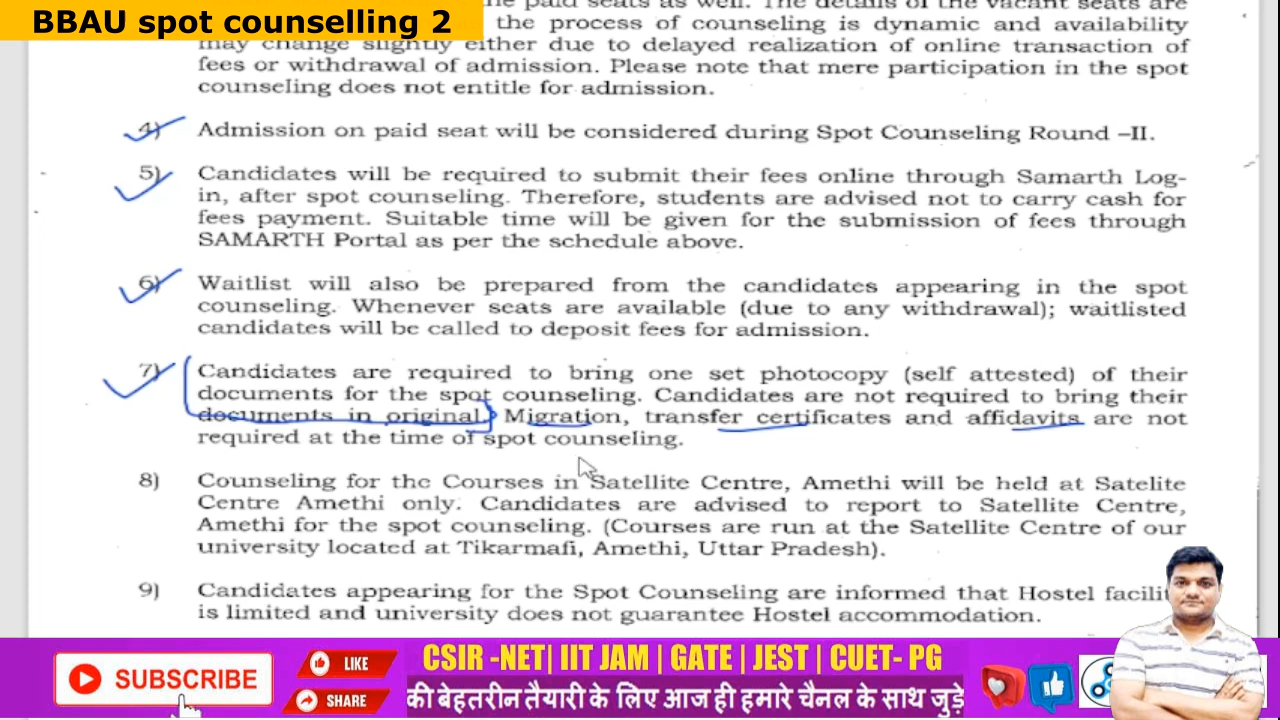 BBAU spot counselling 2
the paid seats as well. The details of the vacant seats are
the process of counseling is dynamic and availability
may change slightly either due to delayed realization of online transaction of
fees or withdrawal of admission. Please note that mere participation in the spot
counseling does not entitle for admission.
4) Admission on paid seat will be considered during Spot Counseling Round –II.
5) Candidates will be required to submit their fees online through Samarth Log-
in, after spot counseling. Therefore, students are advised not to carry cash for
fees payment. Suitable time will be given for the submission of fees through
SAMARTH Portal as per the schedule above.
6) Waitlist will also be prepared from the candidates appearing in the spot
counseling. Whenever seats are available (due to any withdrawal); waitlisted
candidates will be called to deposit fees for admission.
7) Candidates are required to bring one set photocopy (self attested) of their
documents for the spot counseling. Candidates are not required to bring their
documents in original. Migration, transfer certificates and affidavits are not
required at the time of spot counseling.
8) Counseling for the Courses in Satellite Centre, Amethi will be held at Satelite
Centre Amethi only. Candidates are advised to report to Satellite Centre,
Amethi for the spot counseling. (Courses are run at the Satellite Centre of our
university located at Tikarmafi, Amethi, Uttar Pradesh).
9) Candidates appearing for the Spot Counseling are informed that Hostel facilit
is limited and university does not guarantee Hostel accommodation.
SUBSCRIBE
LIKE
SHARE
CSIR -NET| IIT JAM | GATE | JEST | CUET- PG
की बेहतरीन तैयारी के लिए आज ही हमारे चैनल के साथ जुड़े